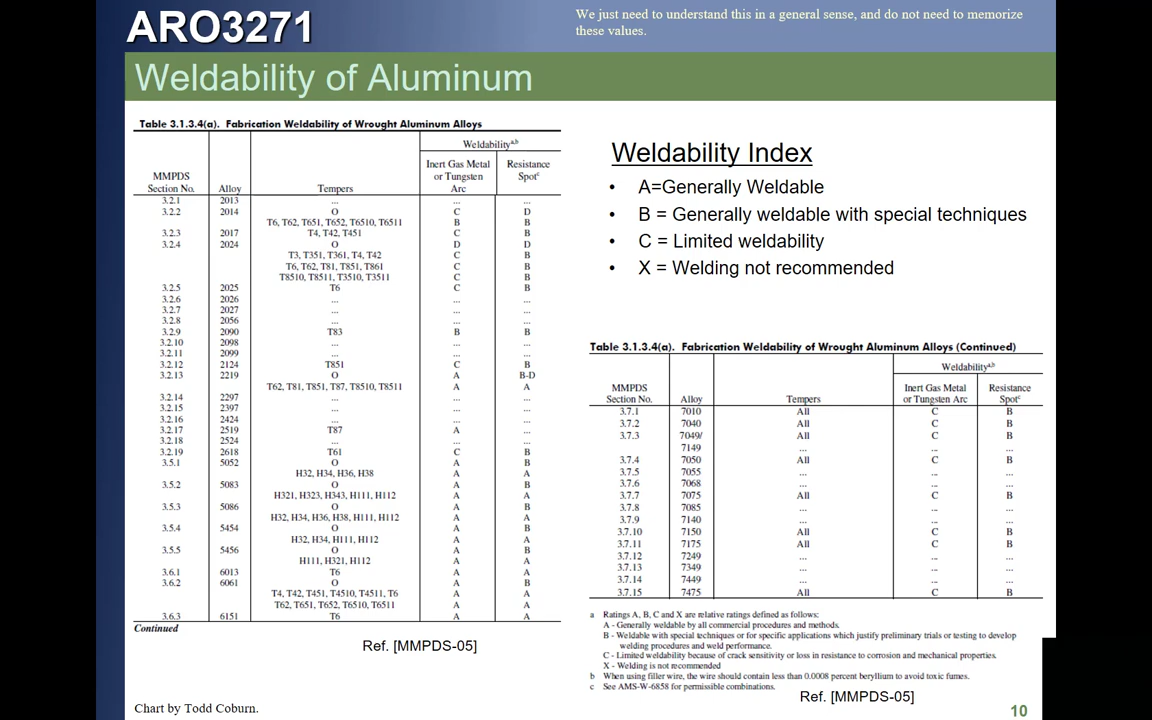 ARO3271
We just need to understand this in a general sense, and do not need to memorize
these values.
Weldability of Aluminum
Table 3.1.3.4(a). Fabrication Weldability of Wrought Aluminum Alloys
Weldability a,b
MMPDS Section No. Alloy Tempers Inert Gas Metal or Tungsten Arc Resistance Spot c
3.2.1 2013 ... ... ...
3.2.2 2014 O C D
T6, T62, T651, T652, T6510, T6511 B B
3.2.3 2017 T4, T42, T451 C B
3.2.4 2024 O D D
T3, T351, T361, T4, T42 C B
T6, T62, T81, T851, T861 C B
T8510, T8511, T3510, T3511 C B
3.2.5 2025 T6 C B
3.2.6 2026 ... ... ...
3.2.7 2027 ... ... ...
3.2.8 2056 ... ... ...
3.2.9 2090 T83 B B
3.2.10 2098 ... ... ...
3.2.11 2099 ... ... ...
3.2.12 2124 T851 C B
3.2.13 2219 O A B-D
T62, T81, T851, T87, T8510, T8511 A A
3.2.14 2297 ... ... ...
3.2.15 2397 ... ... ...
3.2.16 2424 ... ... ...
3.2.17 2519 T87 A ...
3.2.18 2524 ... ... ...
3.2.19 2618 T61 C B
3.5.1 5052 O A B
H32, H34, H36, H38 A A
3.5.2 5083 O A B
H321, H323, H343, H111, H112 A A
3.5.3 5086 O A B
H32, H34, H36, H38, H111, H112 A A
3.5.4 5454 O A B
H32, H34, H111, H112 A A
3.5.5 5456 O A B
H111, H321, H112 A A
3.6.1 6013 T6 A A
3.6.2 6061 O A B
T4, T42, T451, T4510, T4511, T6 A A
T62, T651, T652, T6510, T6511 A A
3.6.3 6151 T6 A A
Continued
Ref. [MMPDS-05]
Chart by Todd Coburn.
Weldability Index
• A=Generally Weldable
• B = Generally weldable with special techniques
• C = Limited weldability
• X = Welding not recommended
Table 3.1.3.4(a). Fabrication Weldability of Wrought Aluminum Alloys (Continued)
Weldability a,b
MMPDS Section No. Alloy Tempers Inert Gas Metal or Tungsten Arc Resistance Spot c
3.7.1 7010 All C B
3.7.2 7040 All C B
3.7.3 7049/ All C B
7149 ... ... ...
3.7.4 7050 All C B
3.7.5 7055 ... ... ...
3.7.6 7068 ... ... ...
3.7.7 7075 All C B
3.7.8 7085 ... ... ...
3.7.9 7140 ... ... ...
3.7.10 7150 All C B
3.7.11 7175 All C B
3.7.12 7249 ... ... ...
3.7.13 7349 ... ... ...
3.7.14 7449 ... ... ...
3.7.15 7475 All C B
a Ratings A, B, C and X are relative ratings defined as follows:
A - Generally weldable by all commercial procedures and methods.
B - Weldable with special techniques or for specific applications which justify preliminary trials or testing to develop
welding procedures and weld performance.
C - Limited weldability because of crack sensitivity or loss in resistance to corrosion and mechanical properties.
X - Welding is not recommended
b When using filler wire, the wire should contain less than 0.0008 percent beryllium to avoid toxic fumes.
c See AMS-W-6858 for permissible combinations.
Ref. [MMPDS-05]
10